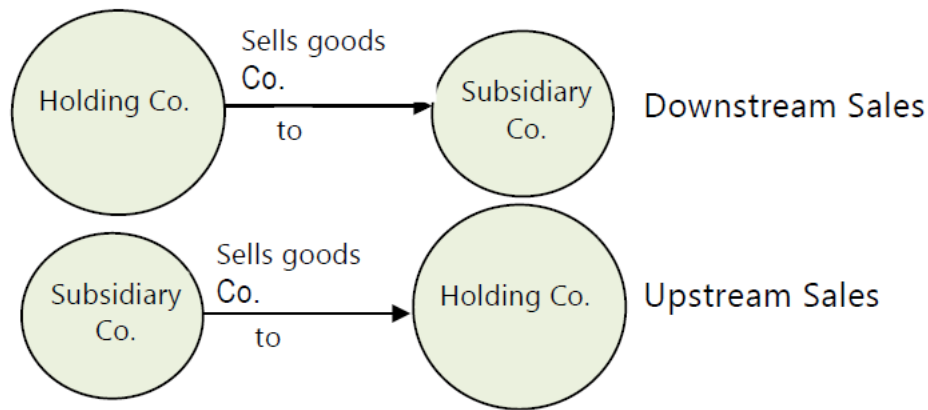 Sells goods
Co.
Holding Co.
to
Subsidiary
Co.
Downstream Sales
Sells goods
Co.
Subsidiary
Co.
to
Holding Co.
Upstream Sales